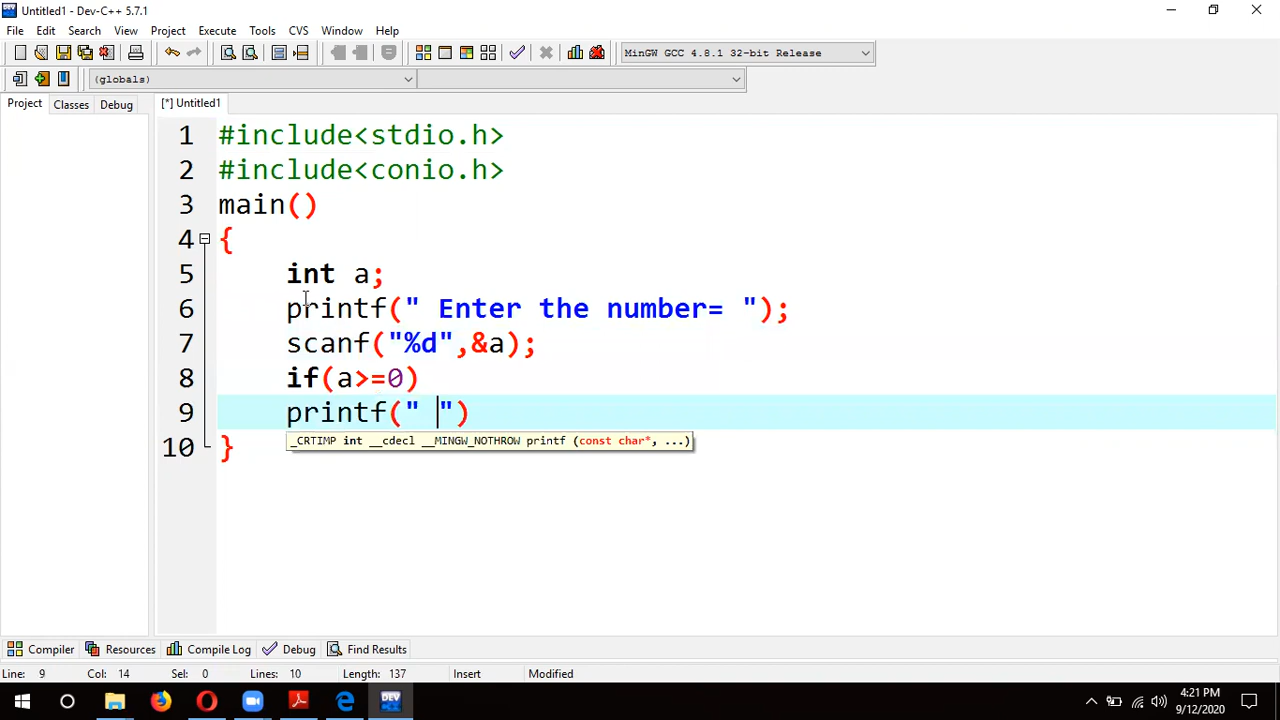 Untitled1 - Dev-C++ 5.7.1
File Edit Search View Project Execute Tools CVS Window Help
MinGW GCC 4.8.1 32-bit Release
(globals)
Project Classes Debug [*] Untitled1
1 #include<stdio.h>
2 #include<conio.h>
3 main()
4 {
5 int a;
6 printf(" Enter the number= ");
7 scanf("%d",&a);
8 if(a>=0)
9 printf(" ")
_CRTIMP int __cdecl __MINGW_NOTHROW printf (const char*, ...)
10 }
Compiler Resources Compile Log Debug Find Results
Line: 9 Col: 14 Sel: 0 Lines: 10 Length: 137 Insert Modified
DEV
4:21 PM
9/12/2020